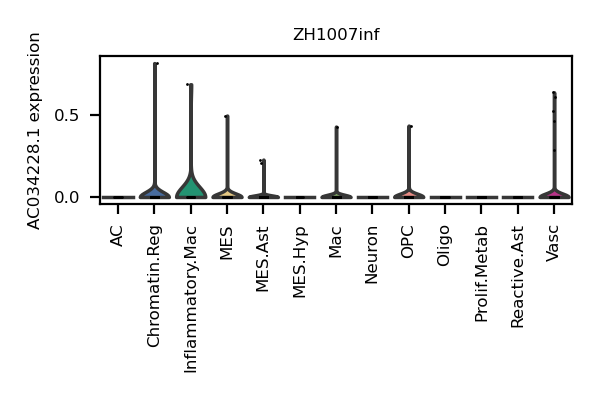 ZH1007inf
AC034228.1 expression
0.5
0.0
AC
Chromatin.Reg
Inflammatory.Mac
MES
MES.Ast
MES.Hyp
Mac
Neuron
OPC
Oligo
Prolif.Metab
Reactive.Ast
Vasc